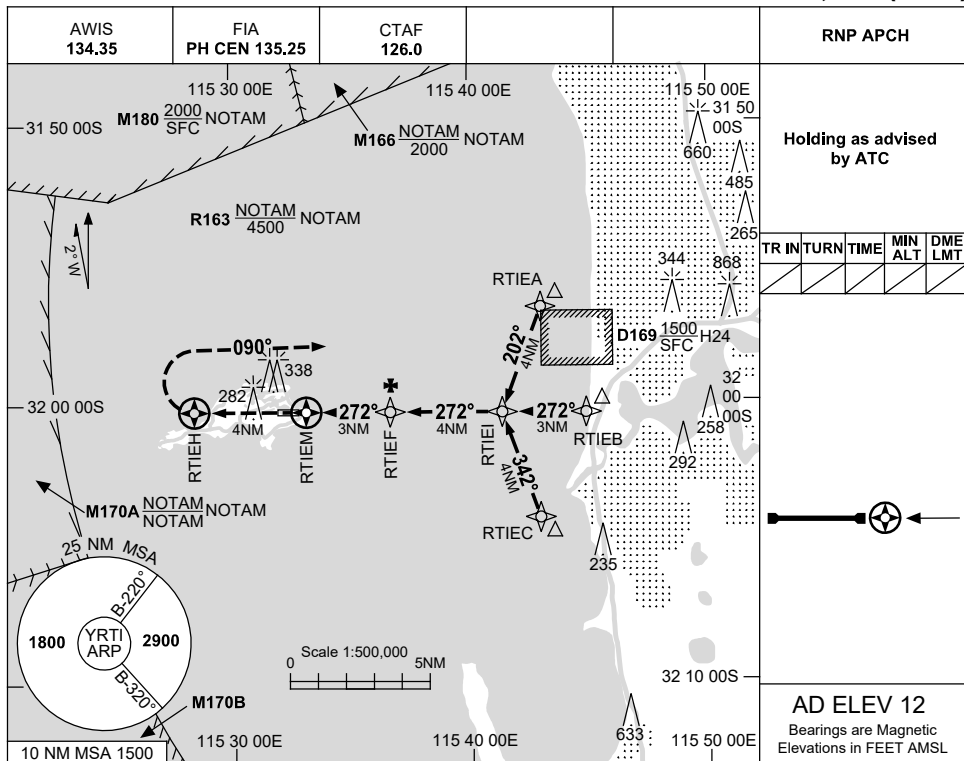 AWIS
134.35
FIA
PH CEN 135.25
CTAF
126.0
RNP APCH
115 30 00E
115 40 00E
115 50 00E
31 50 00S
31 50
00S
M180 2000
SFC NOTAM
M166 NOTAM
2000 NOTAM
660
485
265
Holding as advised
by ATC
R163 NOTAM
4500 NOTAM
2° W
TR IN
TURN
TIME
MIN
ALT
DME
LMT
344
868
RTIEA
D169 1500
SFC H24
202°
4NM
090°
338
282
32 00 00S
32
00
00S
272°
3NM
272°
4NM
272°
3NM
4NM
RTIEH
RTIEM
RTIEF
RTIEI
RTIEB
258
292
342°
4NM
RTIEC
M170A NOTAM
NOTAM NOTAM
235
25 NM MSA
B-220°
1800
YRTI
ARP
2900
B-320°
Scale 1:500,000
0
5NM
M170B
32 10 00S
633
10 NM MSA 1500
115 30 00E
115 40 00E
115 50 00E
AD ELEV 12
Bearings are Magnetic
Elevations in FEET AMSL